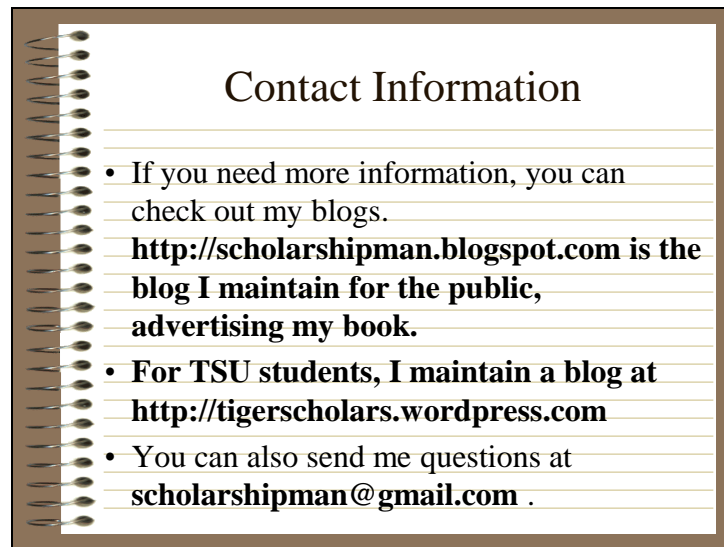 Contact Information
• If you need more information, you can
check out my blogs.
http://scholarshipman.blogspot.com is the
blog I maintain for the public,
advertising my book.
• For TSU students, I maintain a blog at
http://tigerscholars.wordpress.com
• You can also send me questions at
scholarshipman@gmail.com .